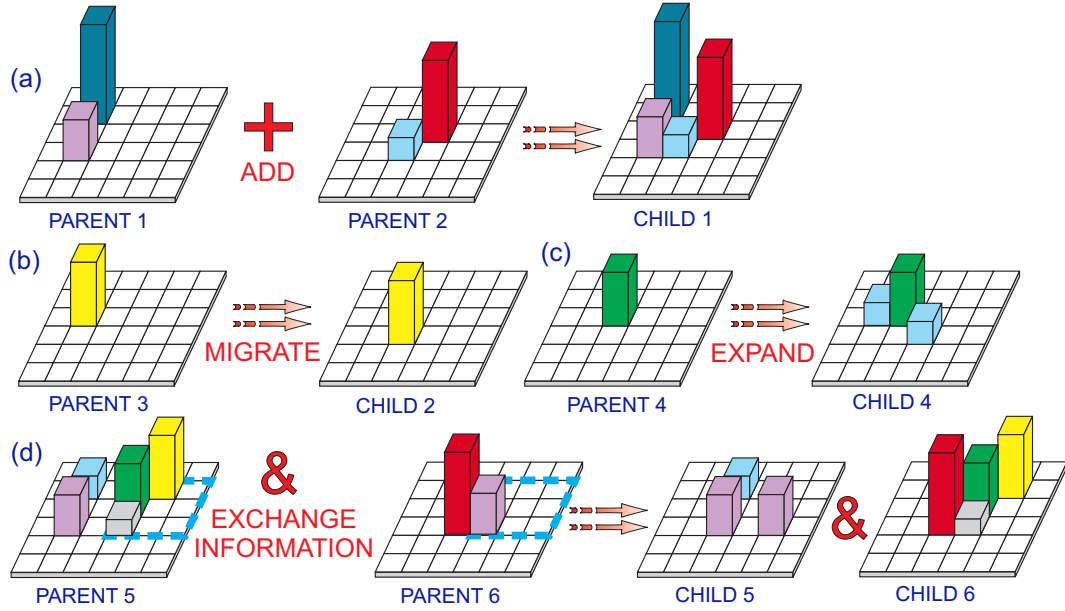 (a)
ADD
PARENT 1
PARENT 2
CHILD 1
(b)
(c)
MIGRATE
EXPAND
PARENT 3
CHILD 2
PARENT 4
CHILD 4
(d)
&
EXCHANGE
INFORMATION
&
PARENT 5
PARENT 6
CHILD 5
CHILD 6